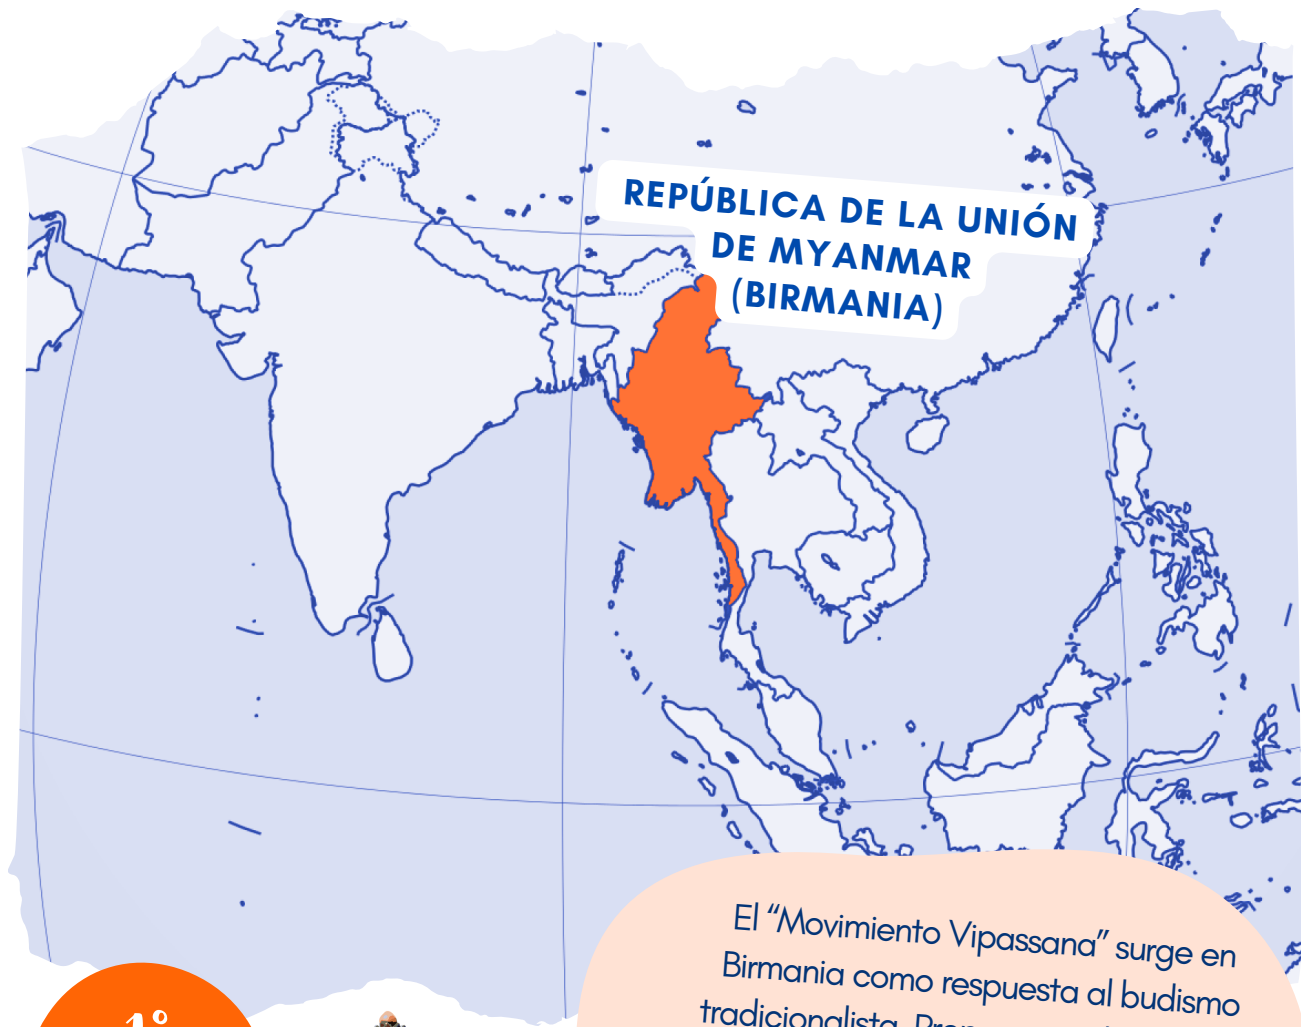 REPÚBLICA DE LA UNIÓN
DE MYANMAR
(BIRMANIA)
El “Movimiento Vipassana” surge en
Birmania como respuesta al budismo
tradicionalista.
1°